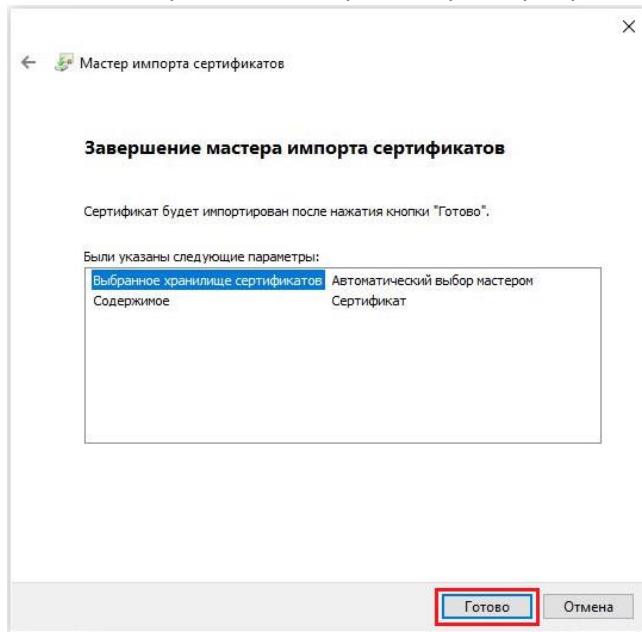 Мастер импорта сертификатов
Завершение мастера импорта сертификатов
Сертификат будет импортирован после нажатия кнопки "Готово".
Были указаны следующие параметры:
Выбранное хранилище сертификатов Автоматический выбор мастером
Содержимое Сертификат
Готово Отмена